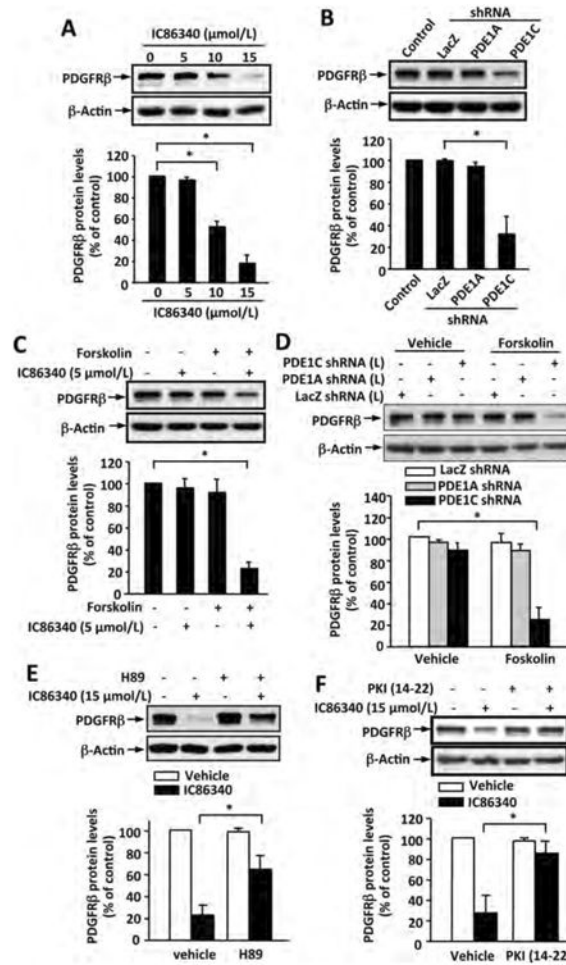 A
IC86340 (µmol/L)
0 5 10 15
PDGFRβ
β-Actin
*
*
PDGFRβ protein levels
(% of control)
120
100
80
60
40
20
0
0 5 10 15
IC86340 (µmol/L)
B
shRNA
Control LacZ PDE1A PDE1C
PDGFRβ
β-Actin
*
PDGFRβ protein levels
(% of control)
120
100
80
60
40
20
0
Control LacZ PDE1A PDE1C
shRNA
C
Forskolin - - + +
IC86340 (5 µmol/L) - + - +
PDGFRβ
β-Actin
*
PDGFRβ protein levels
(% of control)
120
100
80
60
40
20
0
Forskolin - - + +
IC86340 (5 µmol/L) - + - +
D
Vehicle Forskolin
PDE1C shRNA (L) + +
PDE1A shRNA (L) + +
LacZ shRNA (L) + +
PDGFRβ
β-Actin
LacZ shRNA
PDE1A shRNA
PDE1C shRNA
*
PDGFRβ protein levels
(% of control)
140
120
100
80
60
40
20
0
Vehicle Foskolin
E
H89 - - + +
IC86340 (15 µmol/L) - + - +
PDGFRβ
β-Actin
Vehicle
IC86340
*
PDGFRβ protein levels
(% of control)
100
80
60
40
20
0
vehicle H89
F
PKI (14-22) - - + +
IC86340 (15 µmol/L) - + - +
PDGFRβ
β-Actin
Vehicle
IC86340
*
PDGFRβ protein levels
(% of control)
100
80
60
40
20
0
Vehicle PKI (14-22